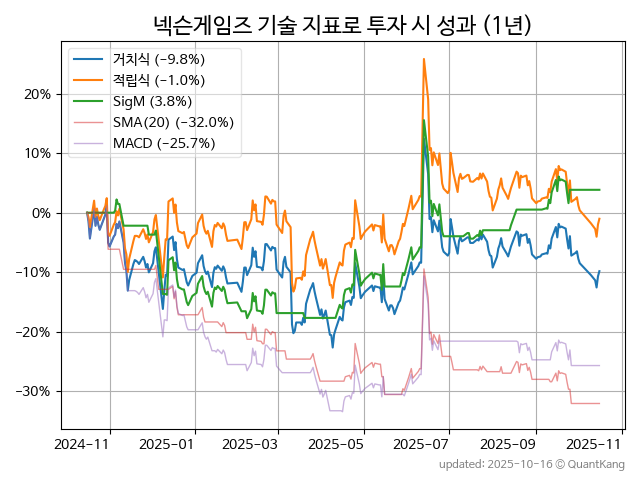 넥슨게임즈 기술 지표로 투자 시 성과 (1년)
거치식 (−9.8%)
적립식 (−1.0%)
SigM (3.8%)
SMA(20) (−32.0%)
MACD (−25.7%)
20%
10%
0%
−10%
−20%
−30%
2024-11 2025-01 2025-03 2025-05 2025-07 2025-09 2025-11
updated: 2025-10-16 © QuantKang